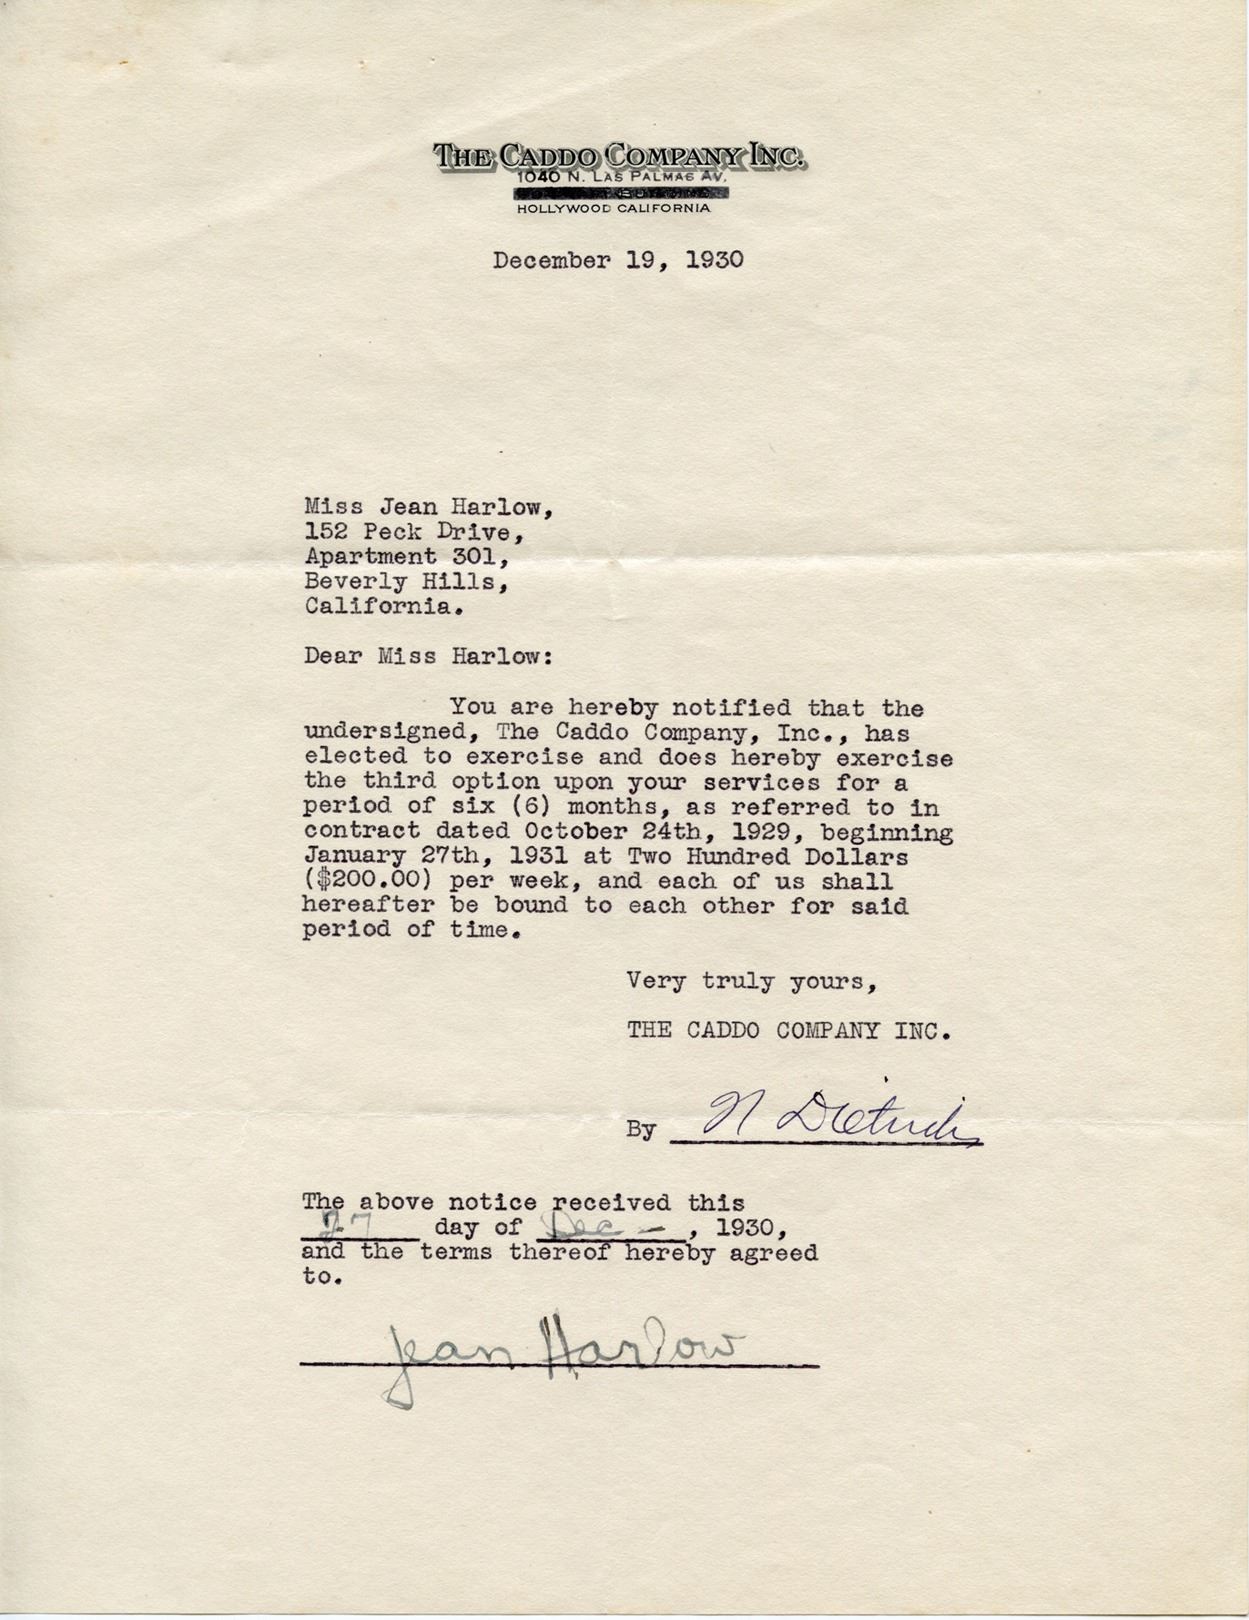 THE CADDO COMPANY INC.
1040 N. LAS PALMAS AV.
HOLLYWOOD CALIFORNIA
December 19, 1930
Miss Jean Harlow,
152 Peck Drive,
Apartment 301,
Beverly Hills,
California.
Dear Miss Harlow:
You are hereby notified that the
undersigned, The Caddo Company, Inc., has
elected to exercise and does hereby exercise
the third option upon your services for a
period of six (6) months, as referred to in
contract dated October 24th, 1929, beginning
January 27th, 1931 at Two Hundred Dollars
($200.00) per week, and each of us shall
hereafter be bound to each other for said
period of time.
Very truly yours,
THE CADDO COMPANY INC.
By N Dietrich
The above notice received this
27 day of Dec - , 1930,
and the terms thereof hereby agreed
to.
Jean Harlow